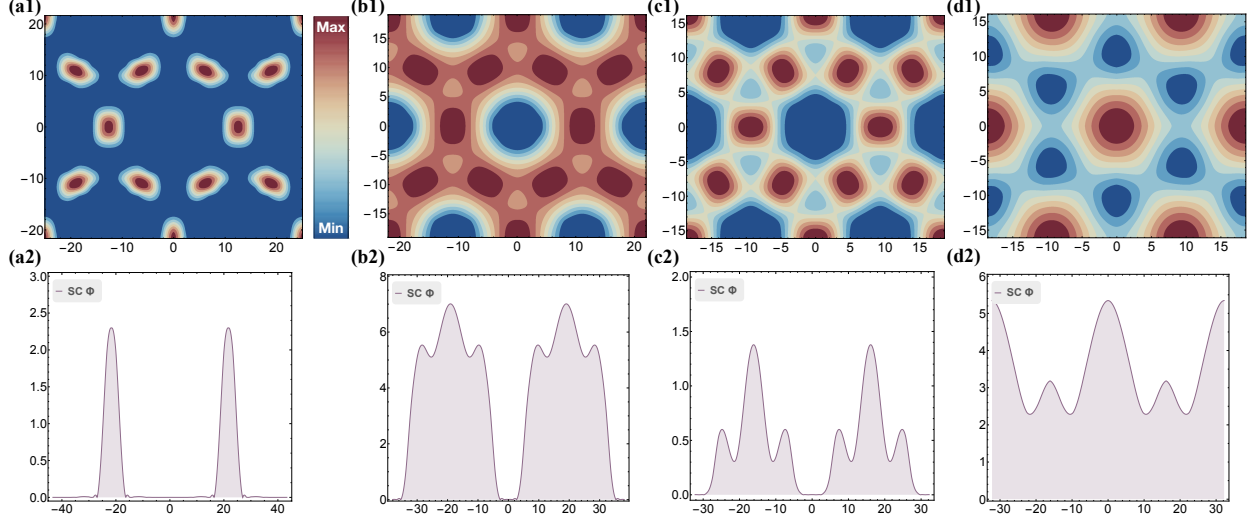 (a1) (b1) (c1) (d1)
20 10 0 −10 −20
−20 −10 0 10 20
Max
Min
15 10 5 0 −5 −10 −15
−20 −10 0 10 20
15 10 5 0 −5 −10 −15
−15 −10 −5 0 5 10 15
10 5 0 −5 −10 −15
−15 −10 −5 0 5 10 15
(a2) (b2) (c2) (d2)
SC Φ
3.0 2.5 2.0 1.5 1.0 0.5 0.0
−40 −20 0 20 40
SC Φ
8 6 4 2 0
−30 −20 −10 0 10 20 30
SC Φ
2.0 1.5 1.0 0.5 0.0
−30 −20 −10 0 10 20 30
SC Φ
6 5 4 3 2 1 0
−30 −20 −10 0 10 20 30